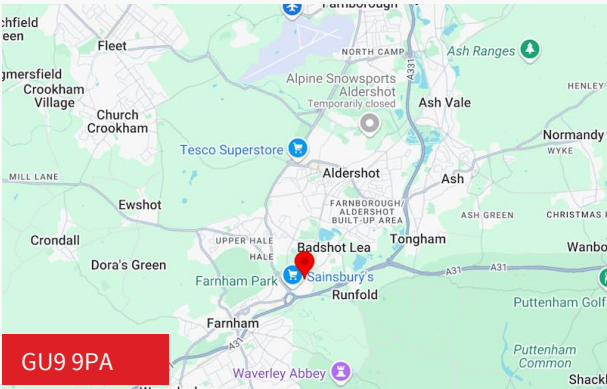 Farnborough
chfield
een
Fleet
NORTH CAMP
Ash Ranges
A331
gmersfield
Crookham
Village
Alpine Snowsports
Aldershot
Temporarily closed
HENLEY
Ash Vale
Church
Crookham
Normandy
WYKE
Tesco Superstore
Aldershot
MILL LANE
Ash
Ewshot
FARNBOROUGH/
ALDERSHOT
BUILT-UP AREA
ASH GREEN
CHRISTMAS
Crondall
UPPER HALE
Badshot Lea
Tongham
Wanbo
HALE
Dora's Green
Farnham Park
Sainsbury's
A31
A31
Runfold
Puttenham Golf
Farnham
A31
GU9 9PA
Waverley Abbey
Puttenham
Common
Shack